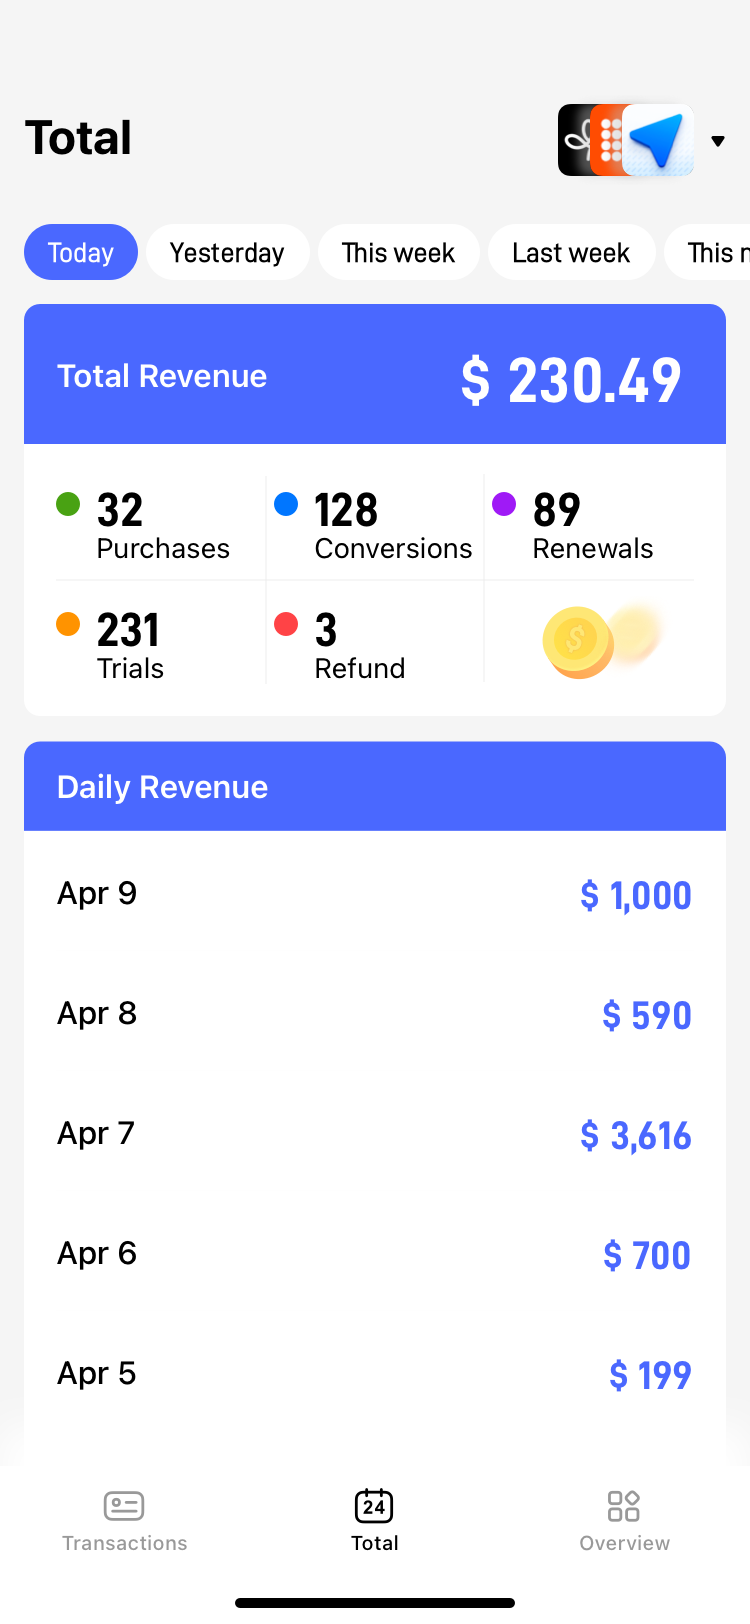 Total
Today Yesterday This week Last week This
Total Revenue $ 230.49
32 128 89
Purchases Conversions Renewals
231 3 $
Trials Refund
Daily Revenue
Apr 9 $ 1,000
Apr 8 $ 590
Apr 7 $ 3,616
Apr 6 $ 700
Apr 5 $ 199
24
Transactions Total Overview